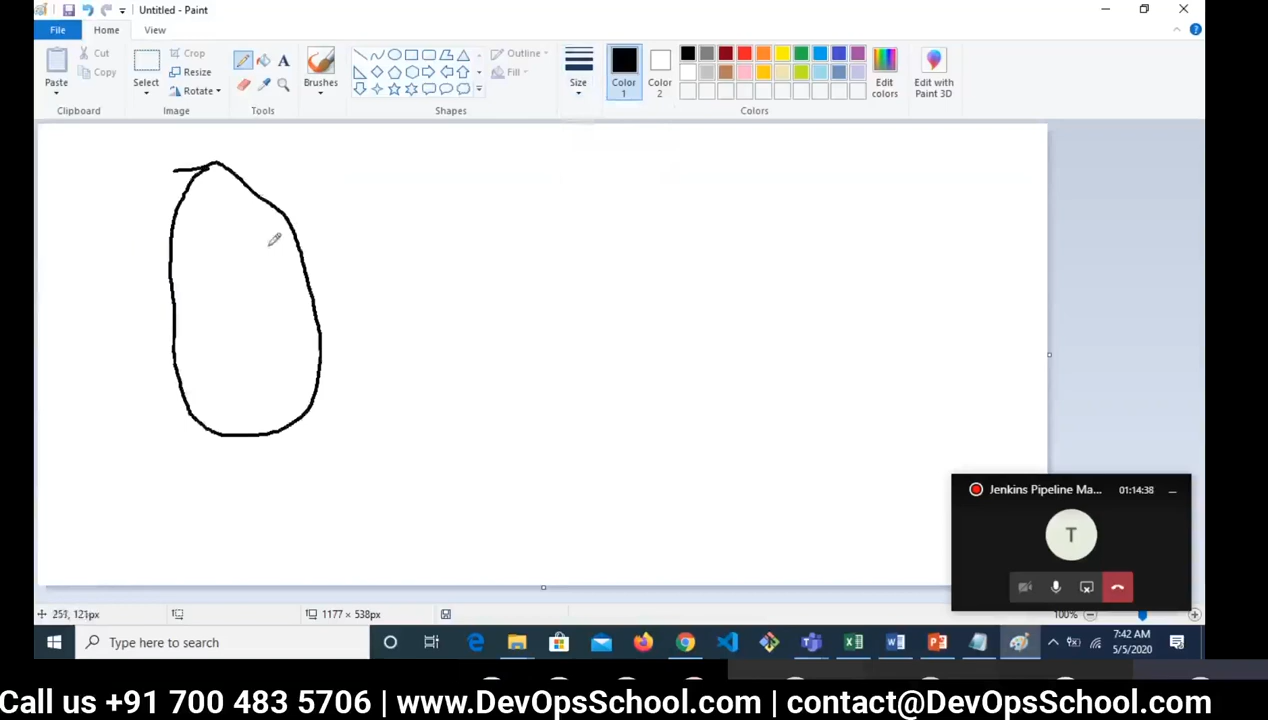 Untitled - Paint
File
Home
View
Paste
Cut
Copy
Clipboard
Select
Crop
Resize
Rotate
Image
A
Tools
Brushes
Shapes
Outline
Fill
Size
Color
1
Color
2
Colors
Edit
colors
Edit with
Paint 3D
Jenkins Pipeline Ma...
01:14:38
T
251, 121px
1177 × 538px
100%
Type here to search
7:42 AM
5/5/2020
Call us +91 700 483 5706 | www.DevOpsSchool.com | contact@DevOpsSchool.com